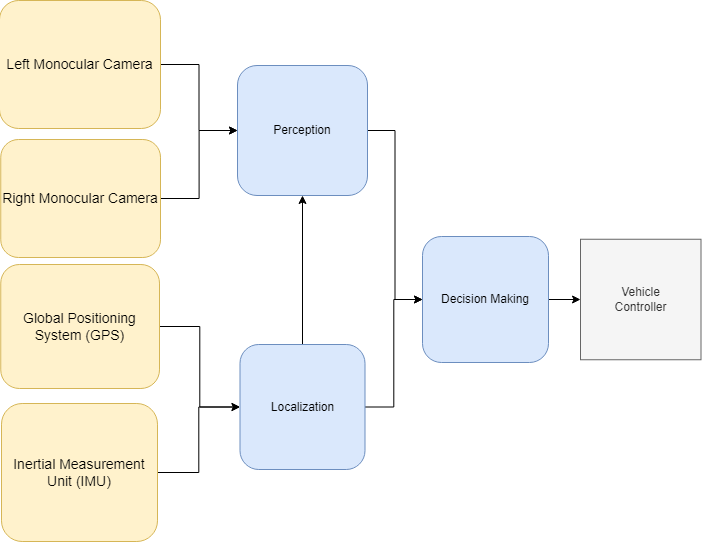 Left Monocular Camera
Right Monocular Camera
Global Positioning
System (GPS)
Inertial Measurement
Unit (IMU)
Perception
Localization
Decision Making
Vehicle
Controller